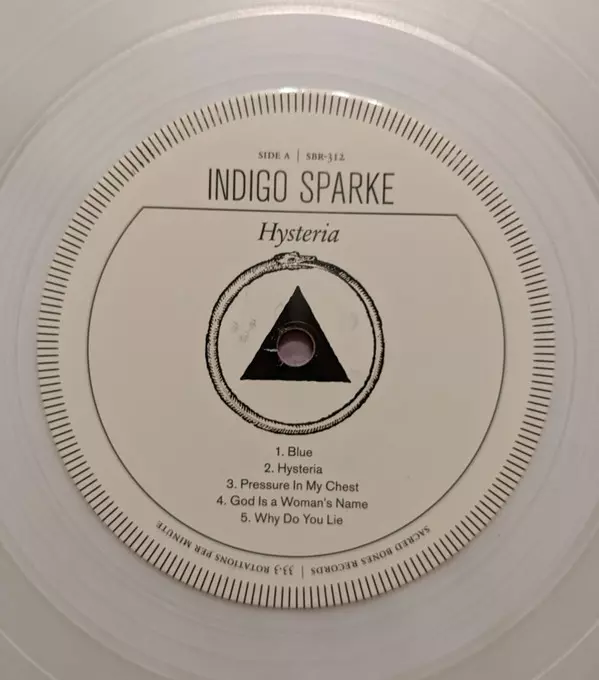 SIDE A | SBR-312
INDIGO SPARKE
Hysteria
1. Blue
2. Hysteria
3. Pressure In My Chest
4. God Is a Woman's Name
5. Why Do You Lie
SACRED BONES RECORDS | 33.3 ROTATIONS PER MINUTE